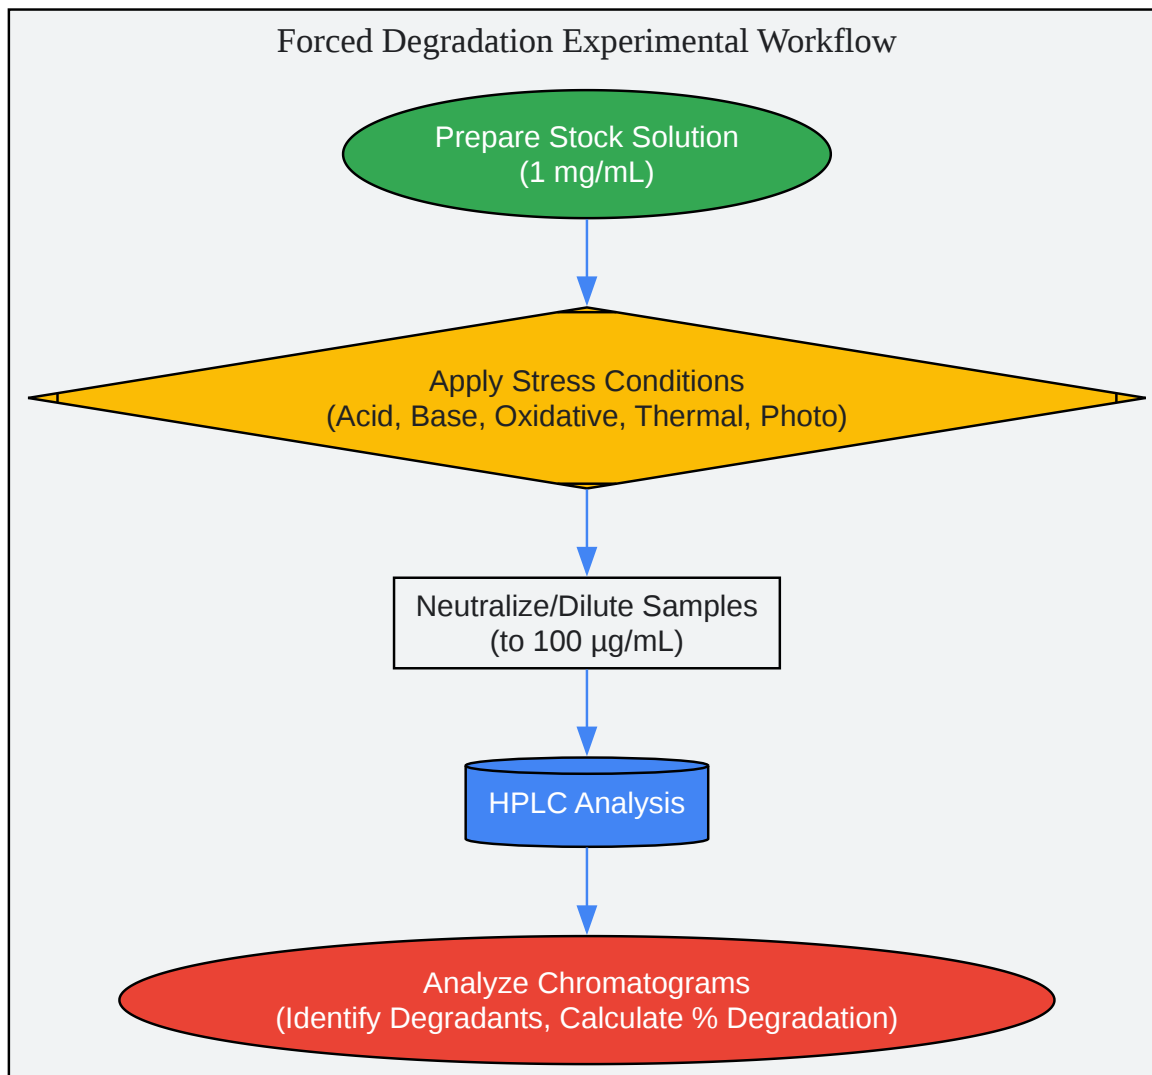 Forced Degradation Experimental Workflow
Prepare Stock Solution
(1 mg/mL)
Apply Stress Conditions
(Acid, Base, Oxidative, Thermal, Photo)
Neutralize/Dilute Samples
(to 100 µg/mL)
HPLC Analysis
Analyze Chromatograms
(Identify Degradants, Calculate % Degradation)